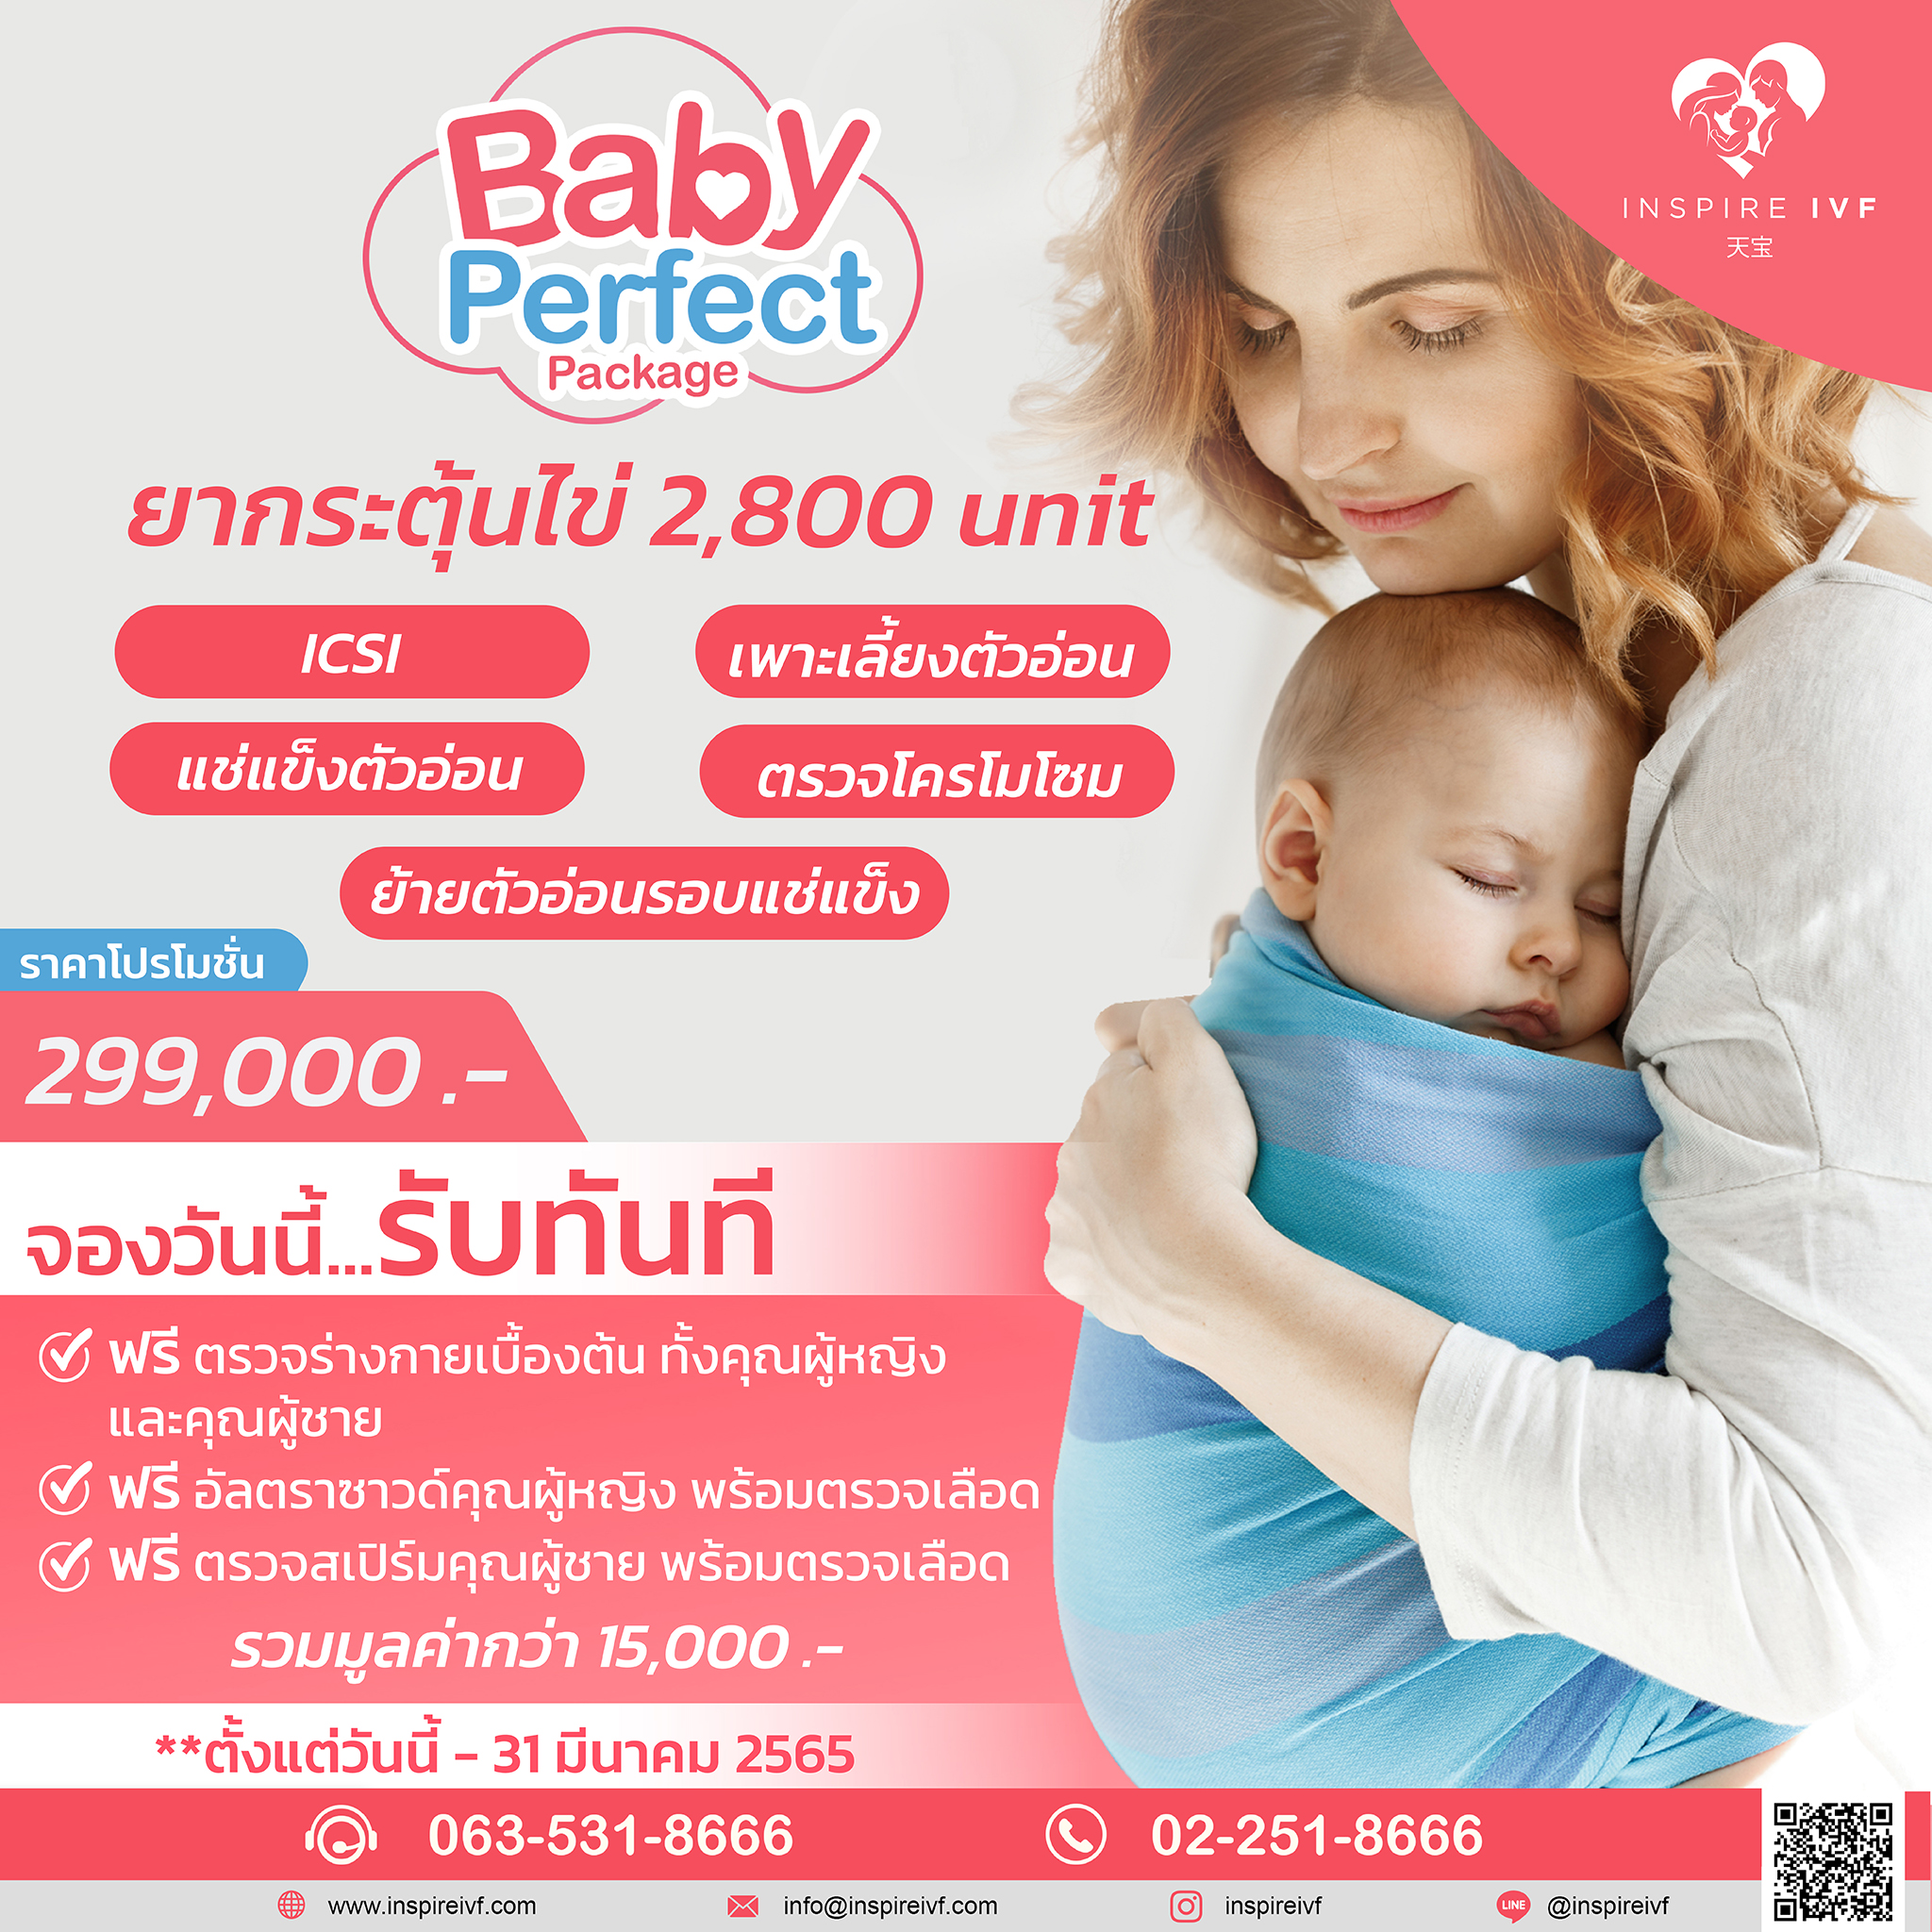 Baby
Perfect
Package
INSPIRE IVF
天宝
ยากระตุ้นไข่ 2,800 unit
ICSI
เพาะเลี้ยงตัวอ่อน
แช่แข็งตัวอ่อน
ตรวจโครโมโซม
ย้ายตัวอ่อนรอบแช่แข็ง
ราคาโปรโมชั่น
299,000 .-
จองวันนี้...รับทันที
ฟรี ตรวจร่างกายเบื้องต้น ทั้งคุณผู้หญิง
และคุณผู้ชาย
ฟรี อัลตราซาวด์คุณผู้หญิง พร้อมตรวจเลือด
ฟรี ตรวจสเปิร์มคุณผู้ชาย พร้อมตรวจเลือด
รวมมูลค่ากว่า 15,000 .-
**ตั้งแต่วันนี้ - 31 มีนาคม 2565
063-531-8666
02-251-8666
www.inspireivf.com
info@inspireivf.com
inspireivf
LINE
@inspireivf